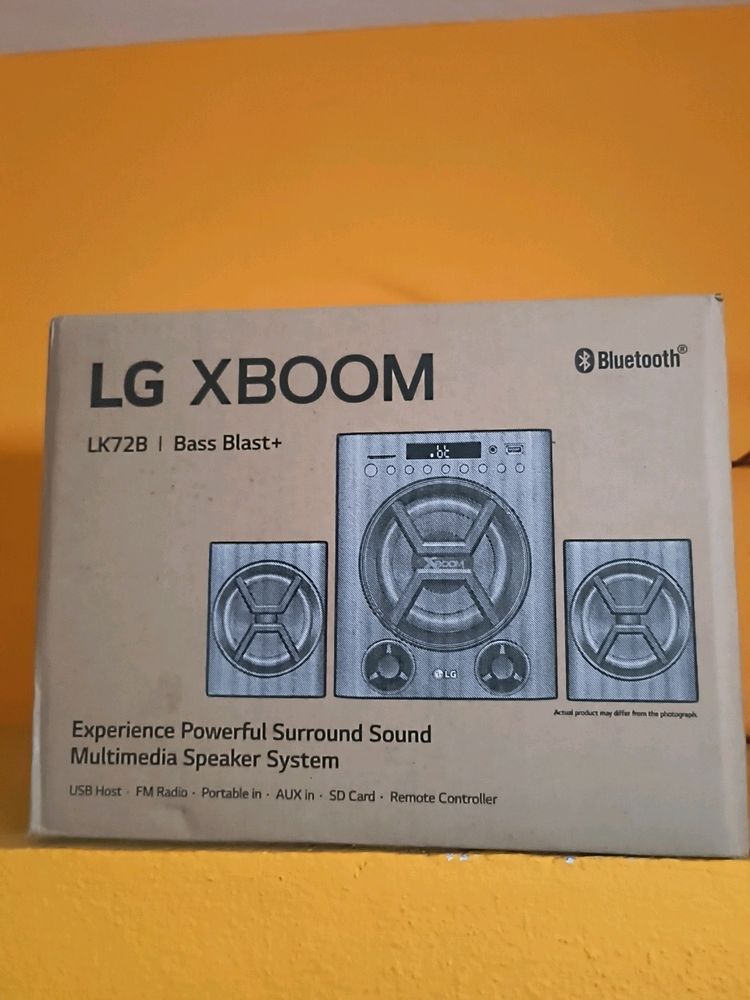 LG XBOOM
Bluetooth®
LK72B | Bass Blast+
XBOOM
LG
Actual product may differ from the photograph.
Experience Powerful Surround Sound
Multimedia Speaker System
USB Host · FM Radio · Portable in · AUX in · SD Card · Remote Controller